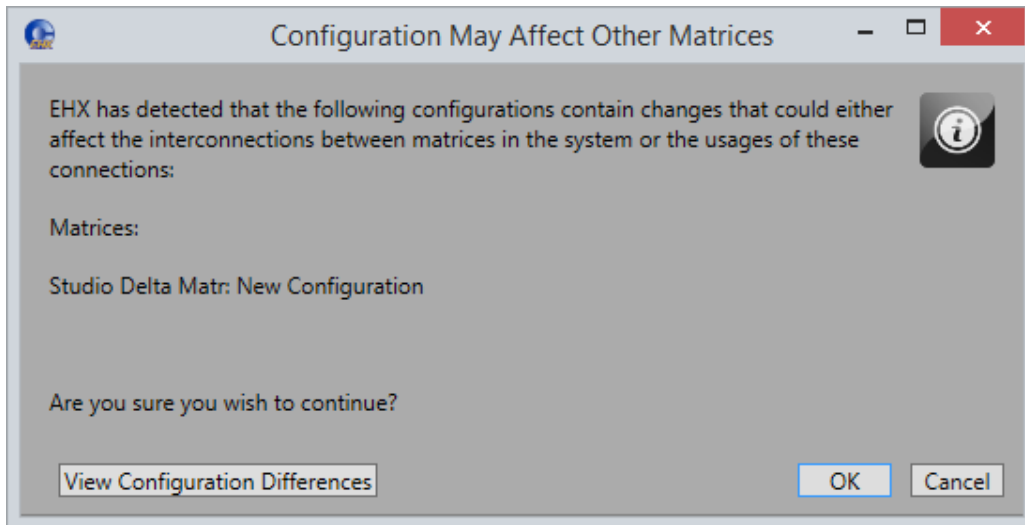 Configuration May Affect Other Matrices
EHX has detected that the following configurations contain changes that could either
affect the interconnections between matrices in the system or the usages of these
connections:
Matrices:
Studio Delta Matr: New Configuration
Are you sure you wish to continue?
View Configuration Differences OK Cancel